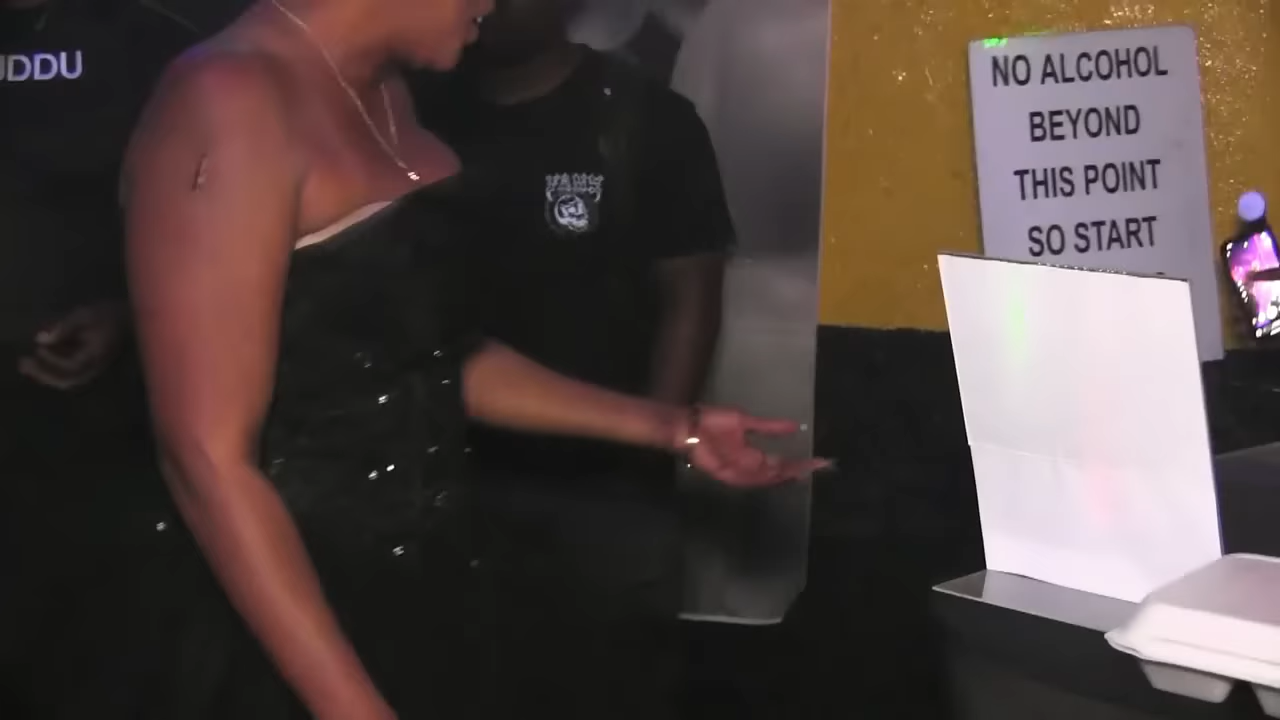 UDDU
NO ALCOHOL
BEYOND
THIS POINT
SO START